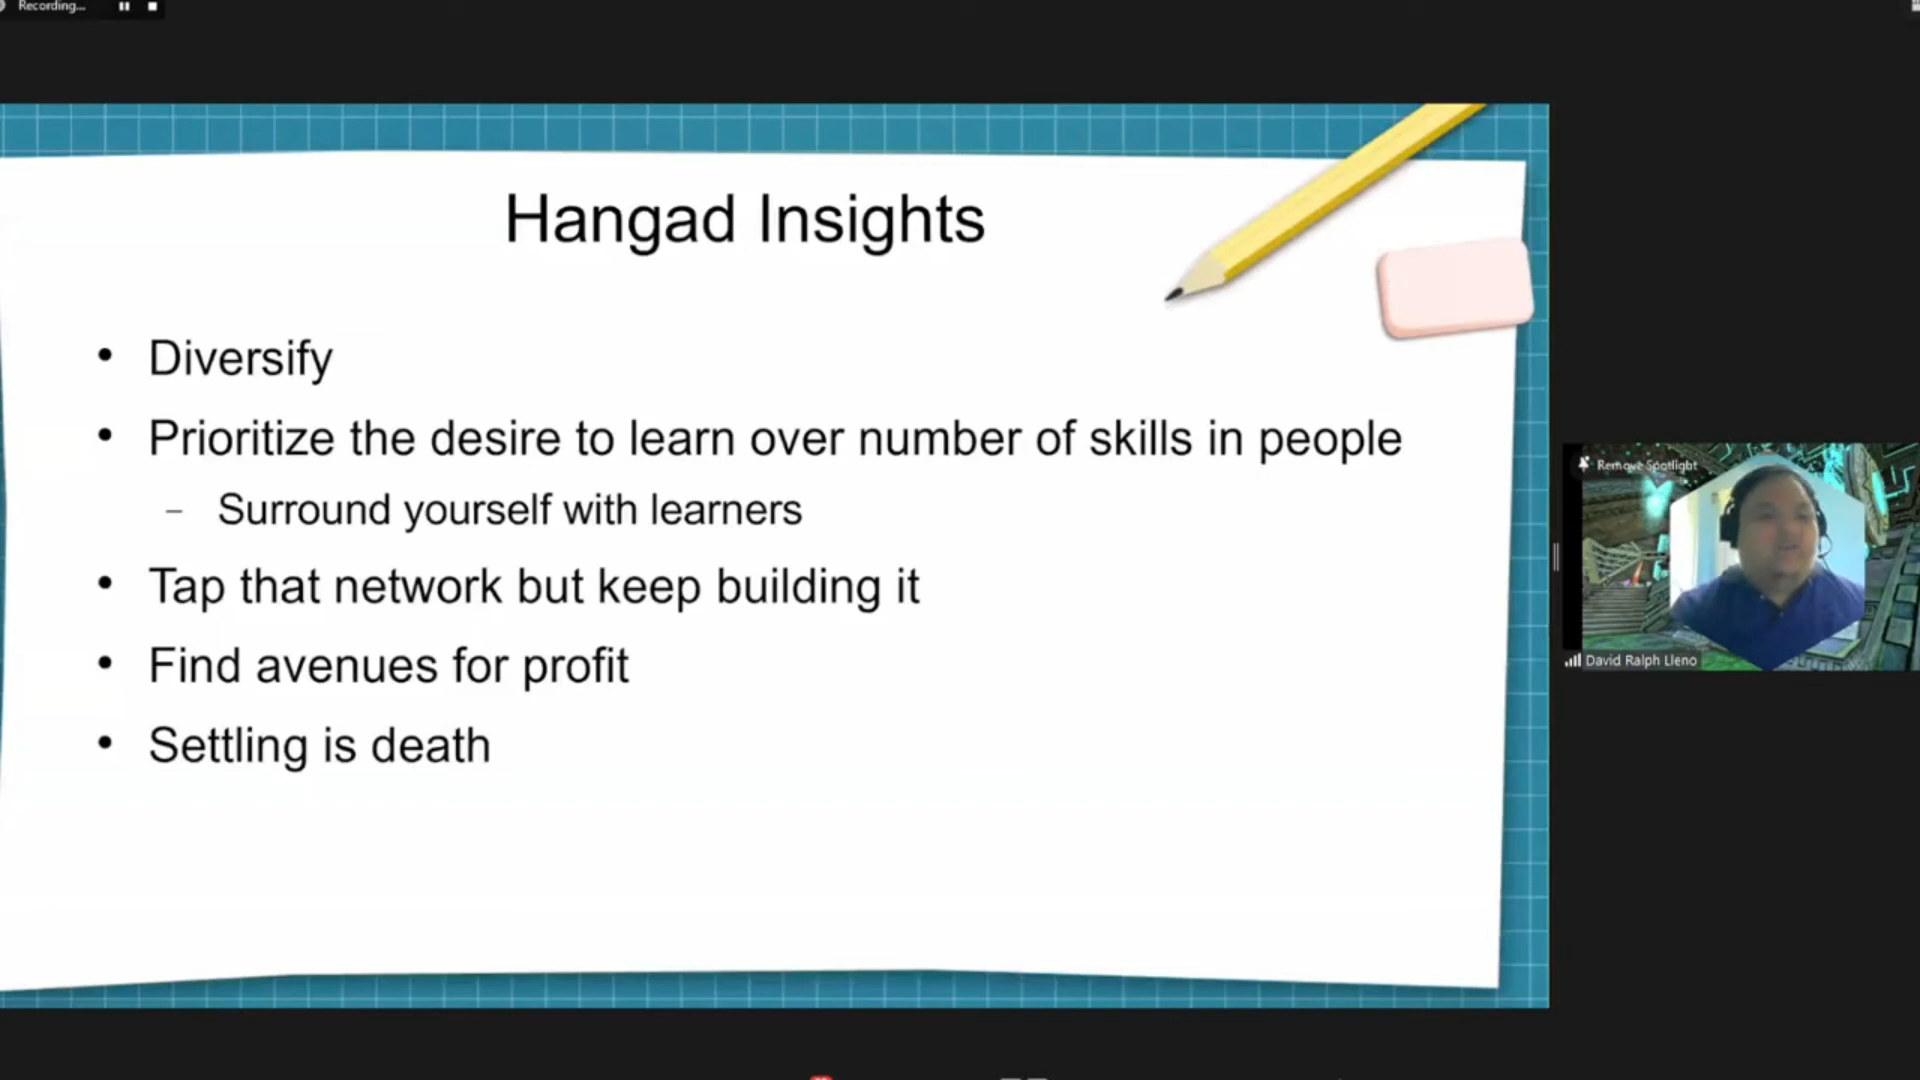 Recording...
Hangad Insights
• Diversify
• Prioritize the desire to learn over number of skills in people
– Surround yourself with learners
• Tap that network but keep building it
• Find avenues for profit
• Settling is death
Remove Spotlight
David Ralph Lleno